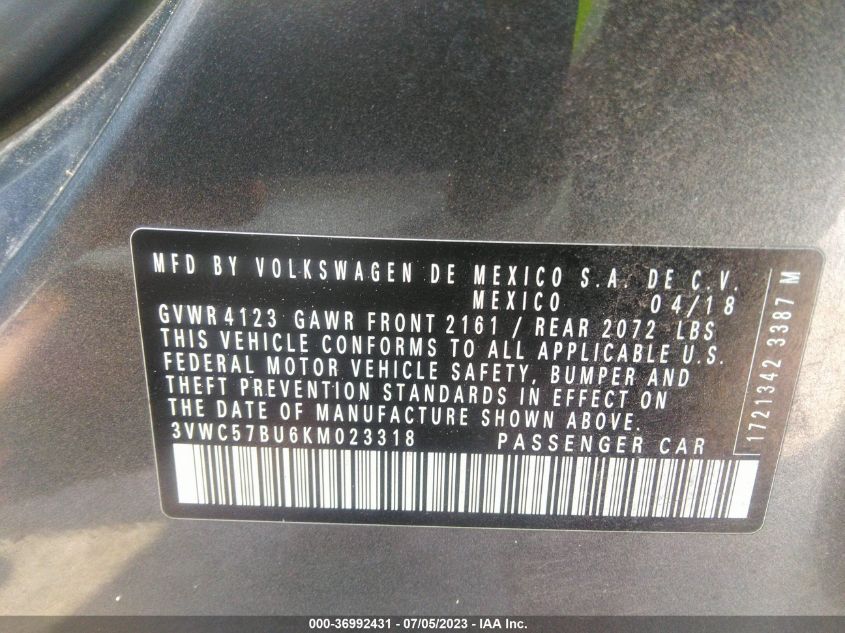 MFD BY VOLKSWAGEN DE MEXICO S.A. DE C.V.
MEXICO 04/18
GVWR 4123 GAWR FRONT 2161 / REAR 2072 LBS
THIS VEHICLE CONFORMS TO ALL APPLICABLE U.S.
FEDERAL MOTOR VEHICLE SAFETY, BUMPER AND
THEFT PREVENTION STANDARDS IN EFFECT ON
THE DATE OF MANUFACTURE SHOWN ABOVE.
3VWC57BU6KM023318 PASSENGER CAR
1721342 3387 M
000-36992431 - 07/05/2023 - IAA Inc.